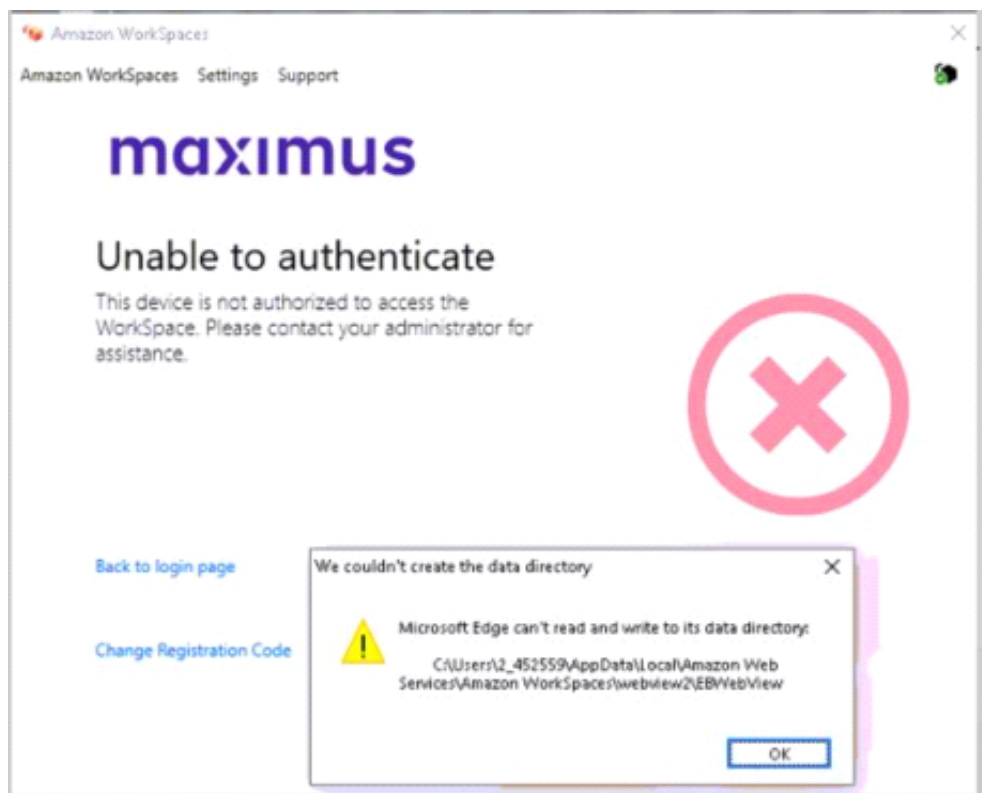 Amazon WorkSpaces
Amazon WorkSpaces Settings Support
maximus
Unable to authenticate
This device is not authorized to access the
WorkSpace. Please contact your administrator for
assistance.
Back to login page
Change Registration Code
We couldn't create the data directory
Microsoft Edge can't read and write to its data directory:
C:\Users\2_452559\AppData\Local\Amazon Web
Services\Amazon WorkSpaces\webview2\EBWebView
OK